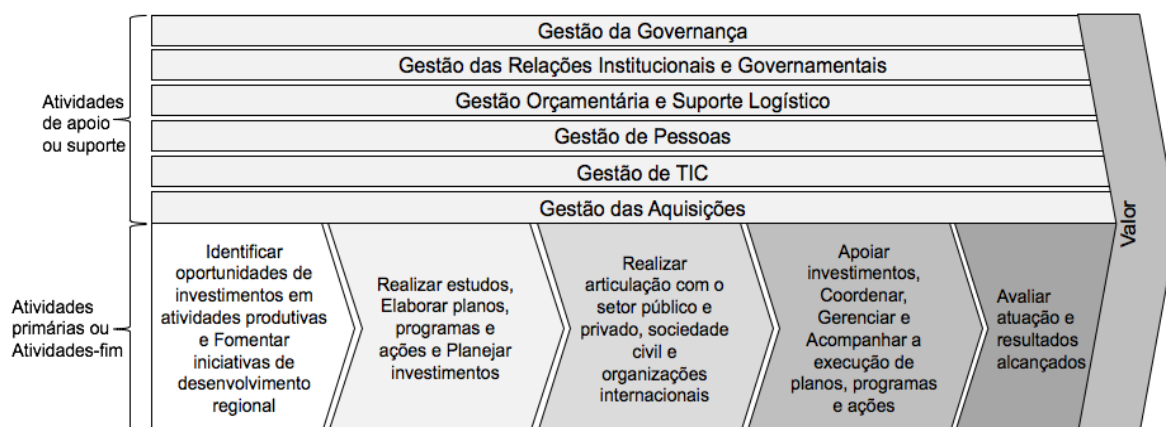 Gestão da Governança
Gestão das Relações Institucionais e Governamentais
Gestão Orçamentária e Suporte Logístico
Gestão de Pessoas
Gestão de TIC
Gestão das Aquisições
Atividades
de apoio
ou suporte
Valor
Atividades
primárias ou
Atividades-fim
Identificar
oportunidades de
investimentos em
atividades produtivas
e Fomentar
iniciativas de
desenvolvimento
regional
Realizar estudos,
Elaborar planos,
programas e
ações e Planejar
investimentos
Realizar
articulação com o
setor público e
privado, sociedade
civil e
organizações
internacionais
Apoiar
investimentos,
Coordenar,
Gerenciar e
Acompanhar a
execução de
planos, programas
e ações
Avaliar
atuação e
resultados
alcançados